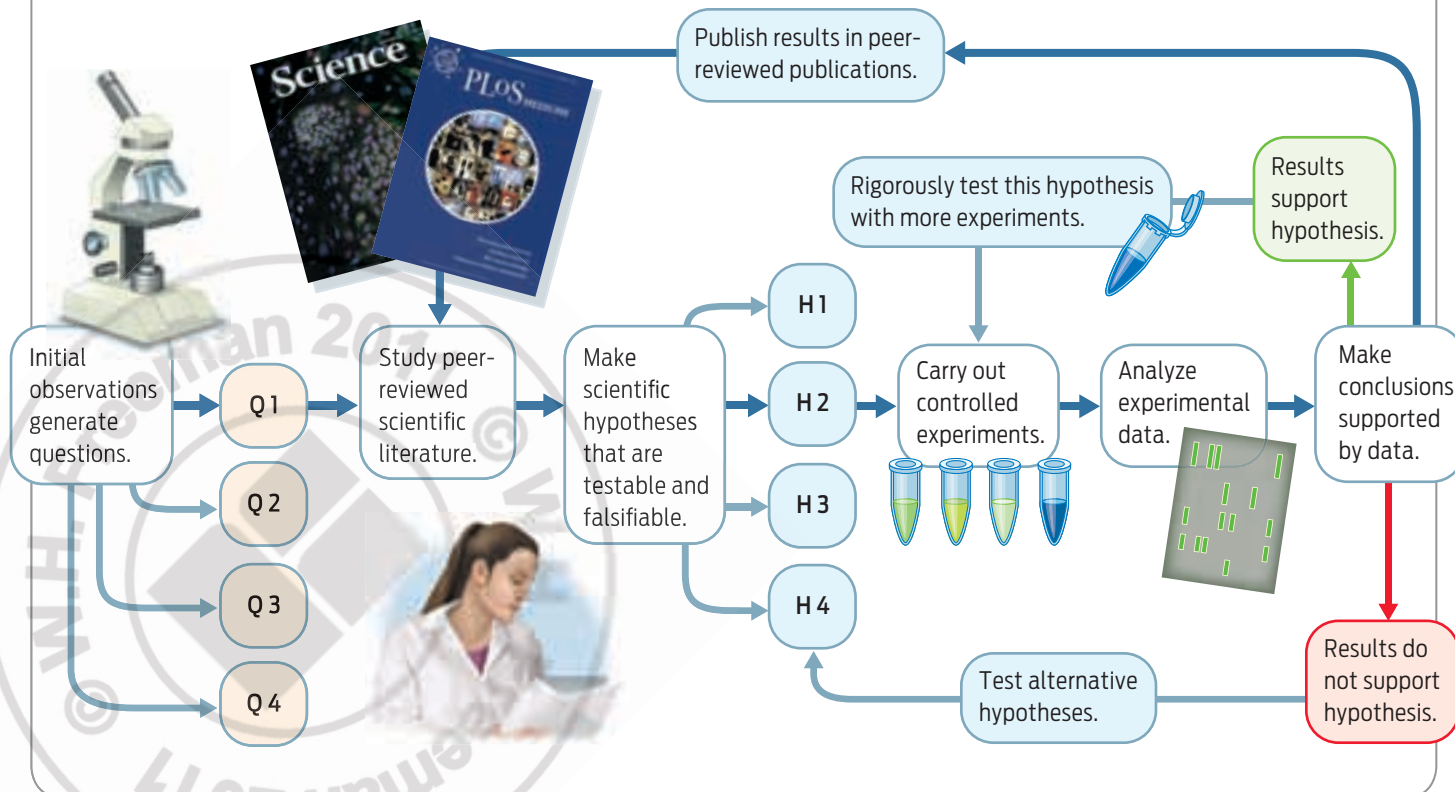 Publish results in peer-
reviewed publications.
Science
PLoS MEDICINE
Rigorously test this hypothesis
with more experiments.
Results
support
hypothesis.
Initial
observations
generate
questions.
Q 1
Q 2
Q 3
Q 4
Study peer-
reviewed
scientific
literature.
Make
scientific
hypotheses
that are
testable and
falsifiable.
H 1
H 2
H 3
H 4
Carry out
controlled
experiments.
Analyze
experimental
data.
Make
conclusions
supported
by data.
Test alternative
hypotheses.
Results do
not support
hypothesis.